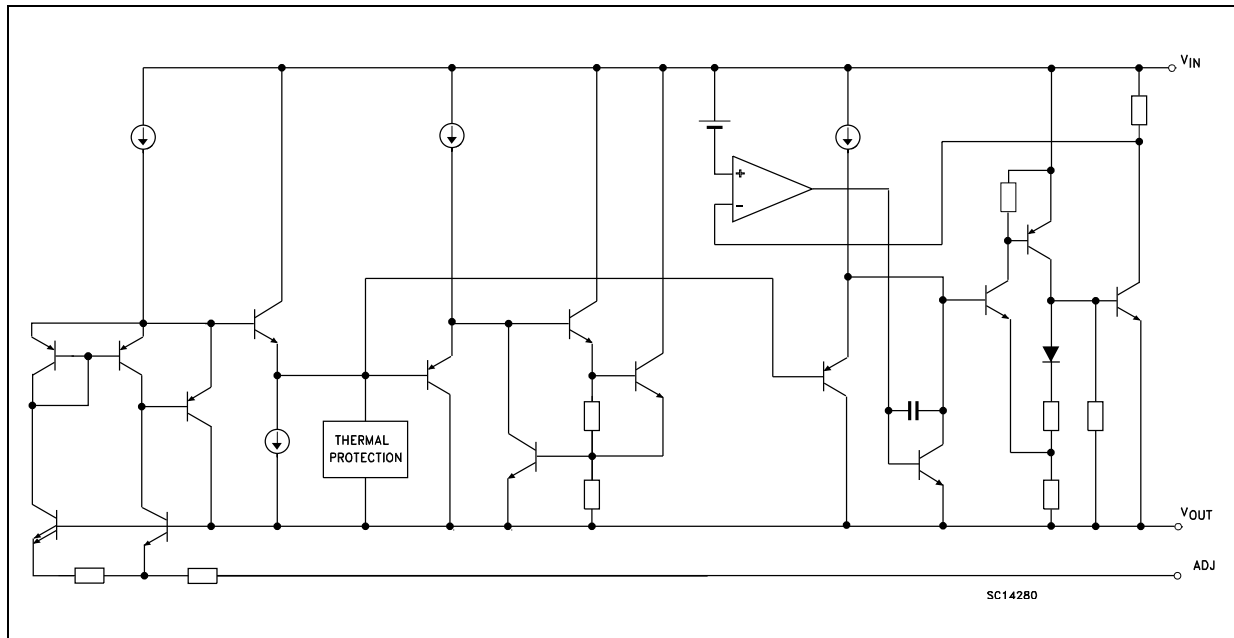 VIN
+
-
THERMAL
PROTECTION
VOUT
ADJ
SC14280